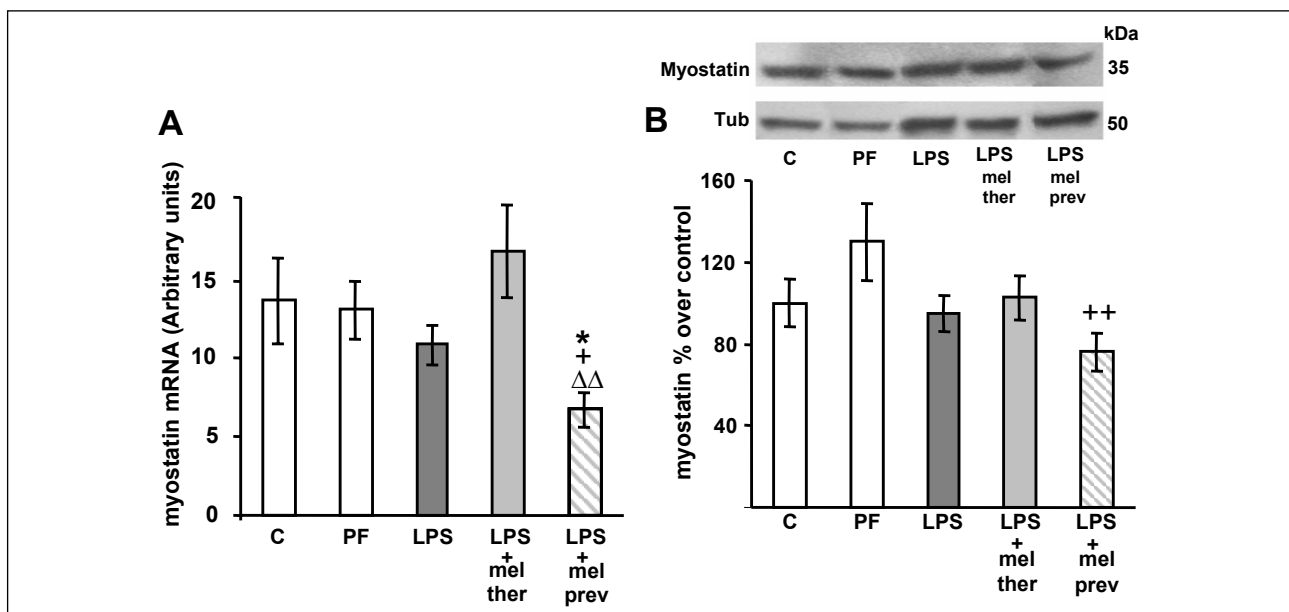 A
myostatin mRNA (Arbitrary units)
20
15
10
5
0
*
+
ΔΔ
C PF LPS LPS LPS
+ +
mel mel
ther prev
B
kDa
Myostatin 35
Tub 50
C PF LPS LPS LPS
mel mel
ther prev
myostatin % over control
160
120
80
40
++
C PF LPS LPS LPS
+ +
mel mel
ther prev